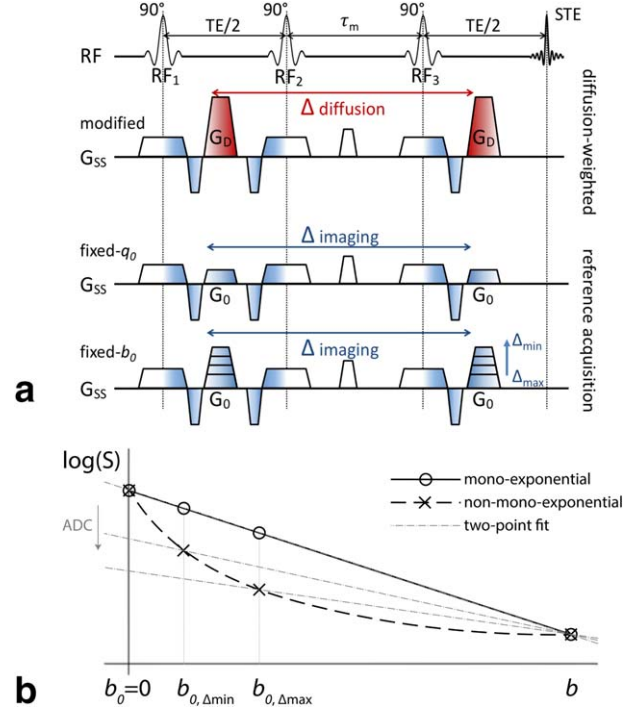 90° 90° 90° STE
TE/2 τm TE/2
RF
RF1 RF2 RF3
Δ diffusion
modified
GD GD
GSS
diffusion-weighted
fixed-q0
Δ imaging
GSS
G0 G0
fixed-b0
Δ imaging
Δmin
Δmax
GSS
G0 G0
reference acquisition
a
log(S)
mono-exponential
non-mono-exponential
two-point fit
ADC
b0=0 b0, Δmin b0, Δmax b
b